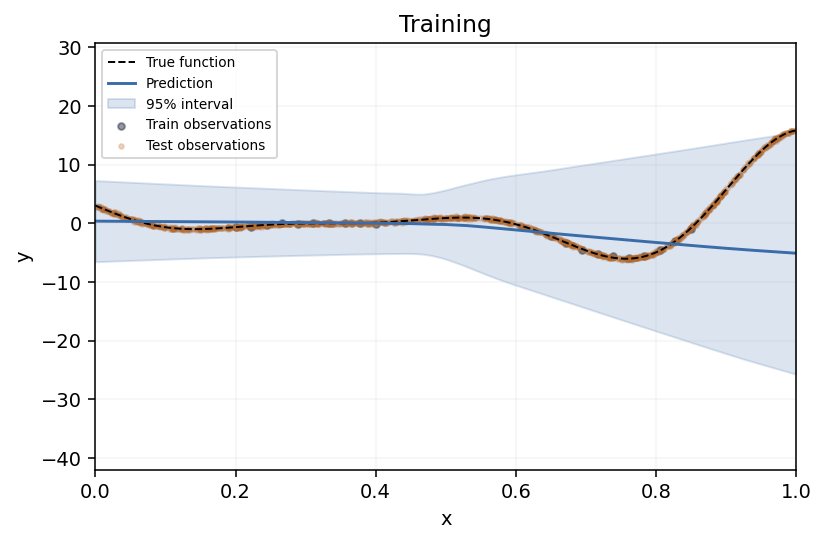 Training
30
20
10
0
−10
−20
−30
−40
y
True function
Prediction
95% interval
Train observations
Test observations
0.0 0.2 0.4 0.6 0.8 1.0
x